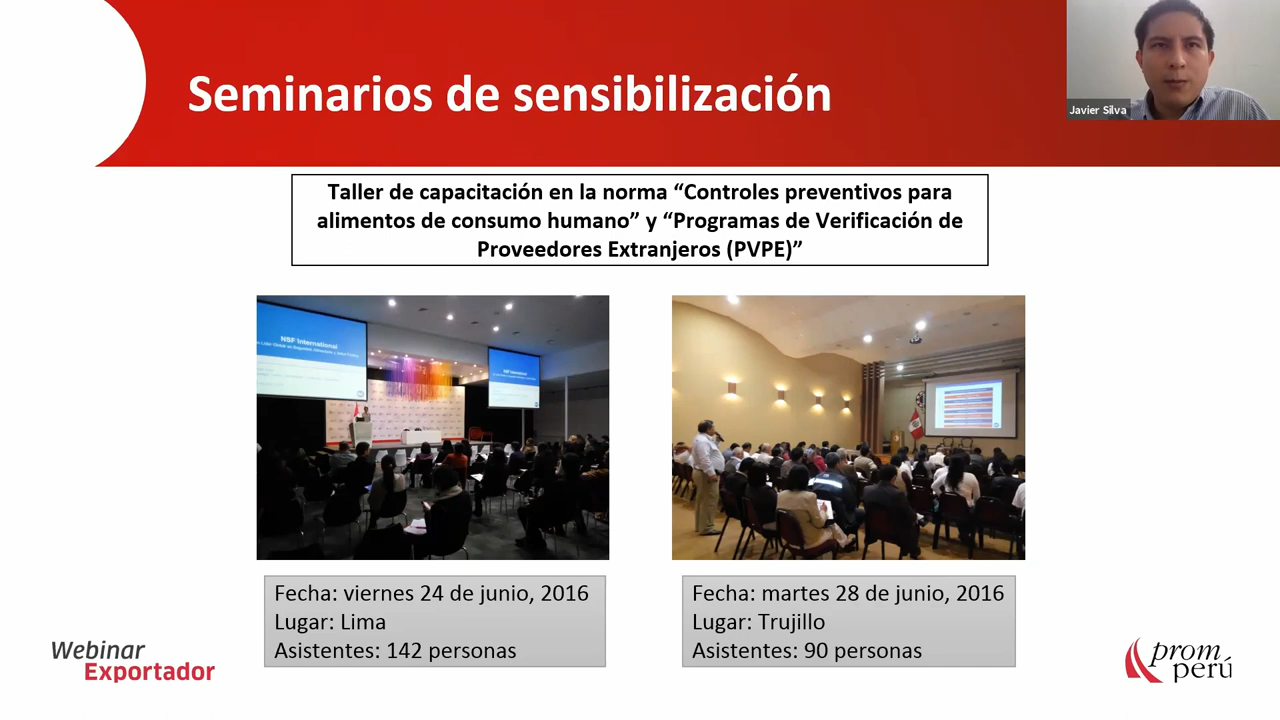 Seminarios de sensibilización
Javier Silva
Taller de capacitación en la norma “Controles preventivos para
alimentos de consumo humano” y “Programas de Verificación de
Proveedores Extranjeros (PVPE)”
NSF International
NSF International
Fecha: viernes 24 de junio, 2016
Lugar: Lima
Asistentes: 142 personas
Fecha: martes 28 de junio, 2016
Lugar: Trujillo
Asistentes: 90 personas
Webinar
Exportador
prom
perú